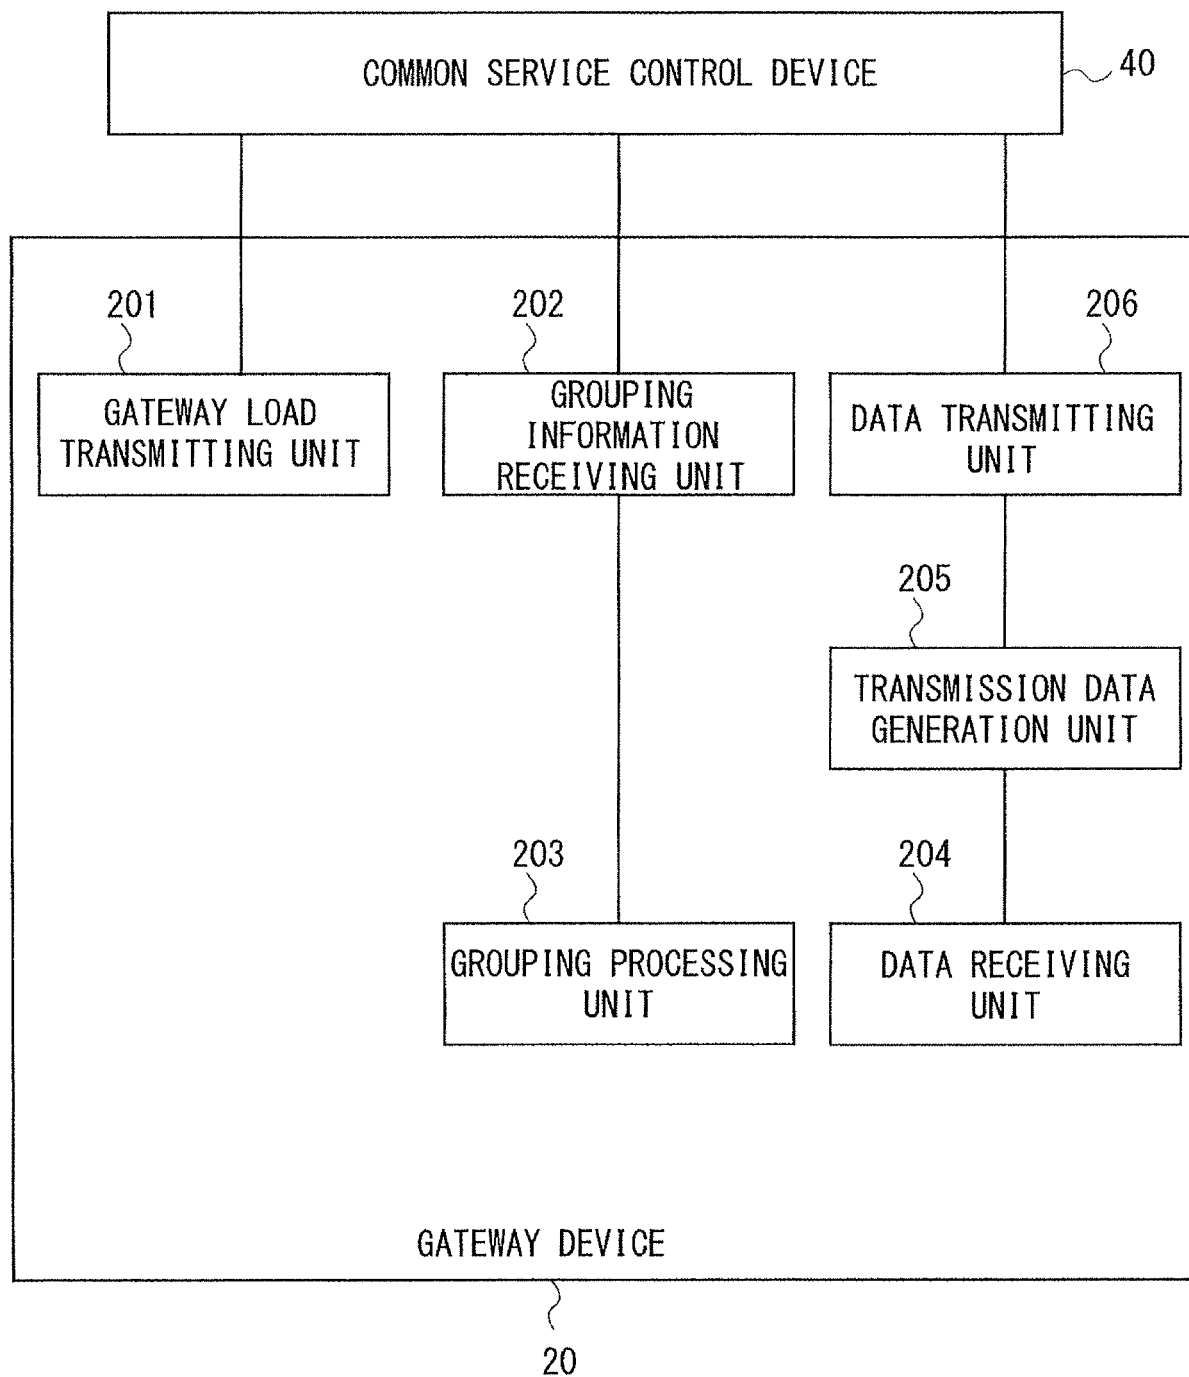 COMMON SERVICE CONTROL DEVICE
40
201
202
206
GATEWAY LOAD
TRANSMITTING UNIT
GROUPING
INFORMATION
RECEIVING UNIT
DATA TRANSMITTING
UNIT
205
TRANSMISSION DATA
GENERATION UNIT
203
204
GROUPING PROCESSING
UNIT
DATA RECEIVING
UNIT
GATEWAY DEVICE
20